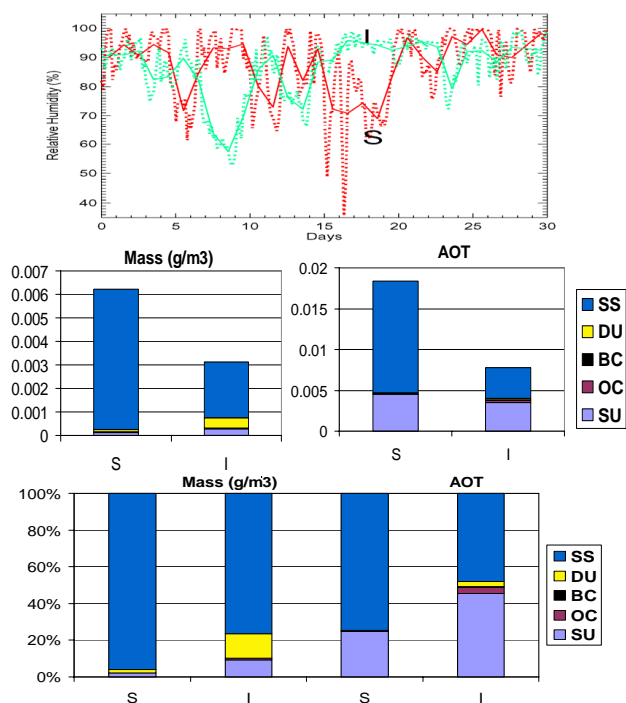 Relative Humidity (%)
100
90
80
70
60
50
40
I
S
0 5 10 15 20 25 30
Days
Mass (g/m3)
0.007
0.006
0.005
0.004
0.003
0.002
0.001
0
S I
AOT
0.02
0.015
0.01
0.005
0
S I
SS
DU
BC
OC
SU
Mass (g/m3) AOT
100%
80%
60%
40%
20%
0%
S I S I
SS
DU
BC
OC
SU